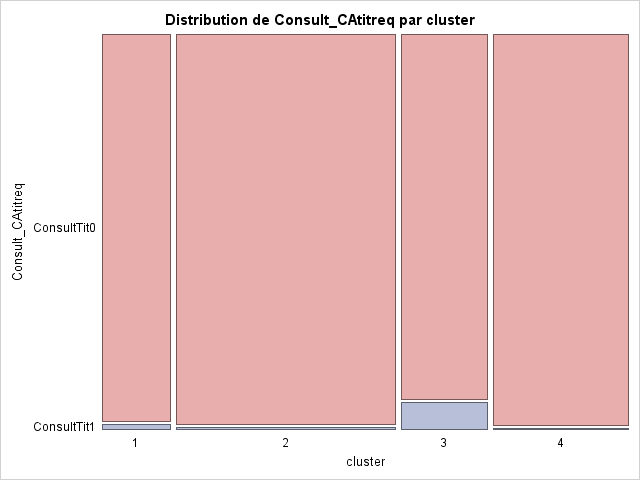 Distribution de Consult_CAtitreq par cluster
Consult_CAtitreq
ConsultTit0
ConsultTit1
1 2 3 4
cluster